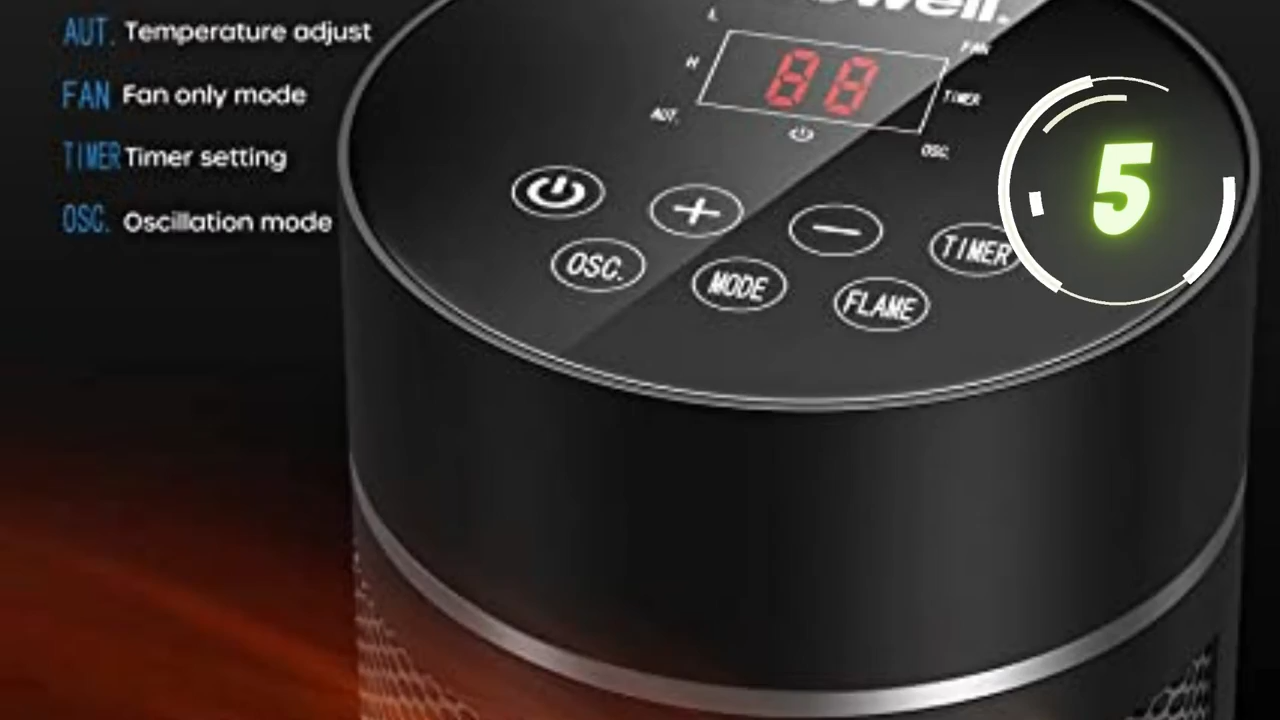 AUT. Temperature adjust
FAN Fan only mode
TIMER Timer setting
OSC. Oscillation mode
L
H
AUT.
88
FAN
TIMER
OSC.
TIMER
OSC.
MODE
FLAME
5